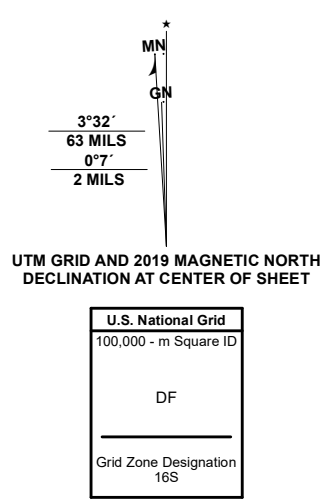 MN
GN
3°32´
63 MILS
0°7´
2 MILS
UTM GRID AND 2019 MAGNETIC NORTH
DECLINATION AT CENTER OF SHEET
U.S. National Grid
100,000 - m Square ID
DF
Grid Zone Designation
16S